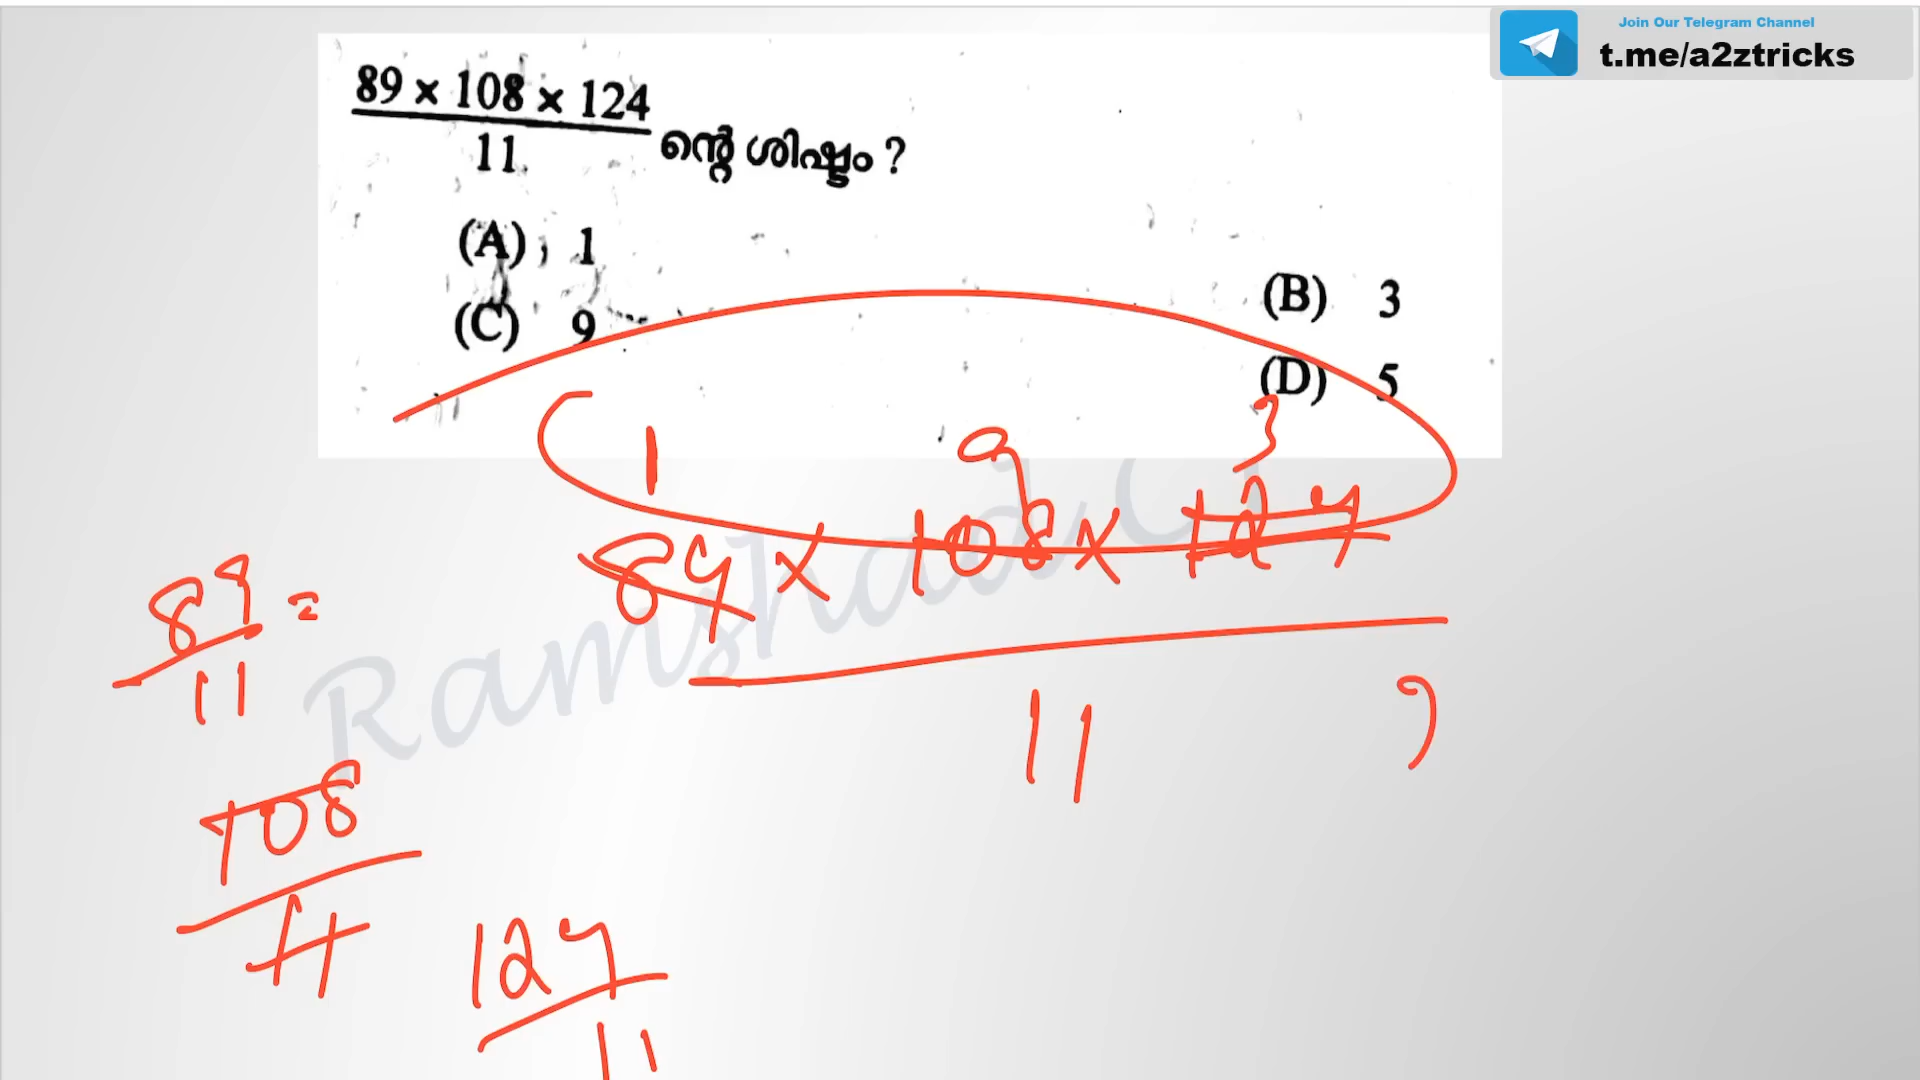 Join Our Telegram Channel
t.me/a2ztricks
89 × 108 × 124
11
ന്റെ ശിഷ്ടം ?
(A) 1
(B) 3
(C) 9
(D) 5
1 9 3
89 × 108 × 124
11
89 =
11
108
11
124
11